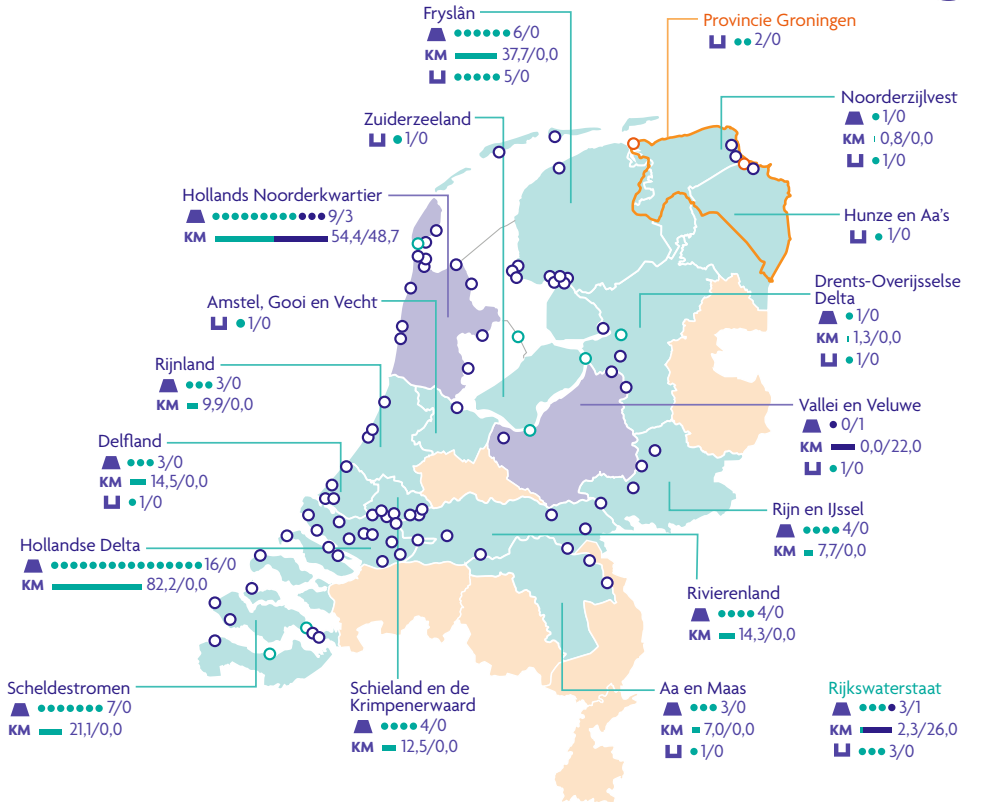 Fryslân
6/0
KM 37,7/0,0
5/0
Provincie Groningen
2/0
Zuiderzeeland
1/0
Noorderzijlvest
1/0
KM 0,8/0,0
1/0
Hollands Noorderkwartier
9/3
KM 54,4/48,7
Hunze en Aa's
1/0
Amstel, Gooi en Vecht
1/0
Drents-Overijsselse
Delta
1/0
KM 1,3/0,0
1/0
Rijnland
3/0
KM 9,9/0,0
Vallei en Veluwe
0/1
KM 0,0/22,0
1/0
Delfland
3/0
KM 14,5/0,0
1/0
Rijn en IJssel
4/0
KM 7,7/0,0
Hollandse Delta
16/0
KM 82,2/0,0
Rivierenland
4/0
KM 14,3/0,0
Scheldestromen
7/0
KM 21,1/0,0
Schieland en de
Krimpenerwaard
4/0
KM 12,5/0,0
Aa en Maas
3/0
KM 7,0/0,0
1/0
Rijkswaterstaat
3/1
KM 2,3/26,0
3/0